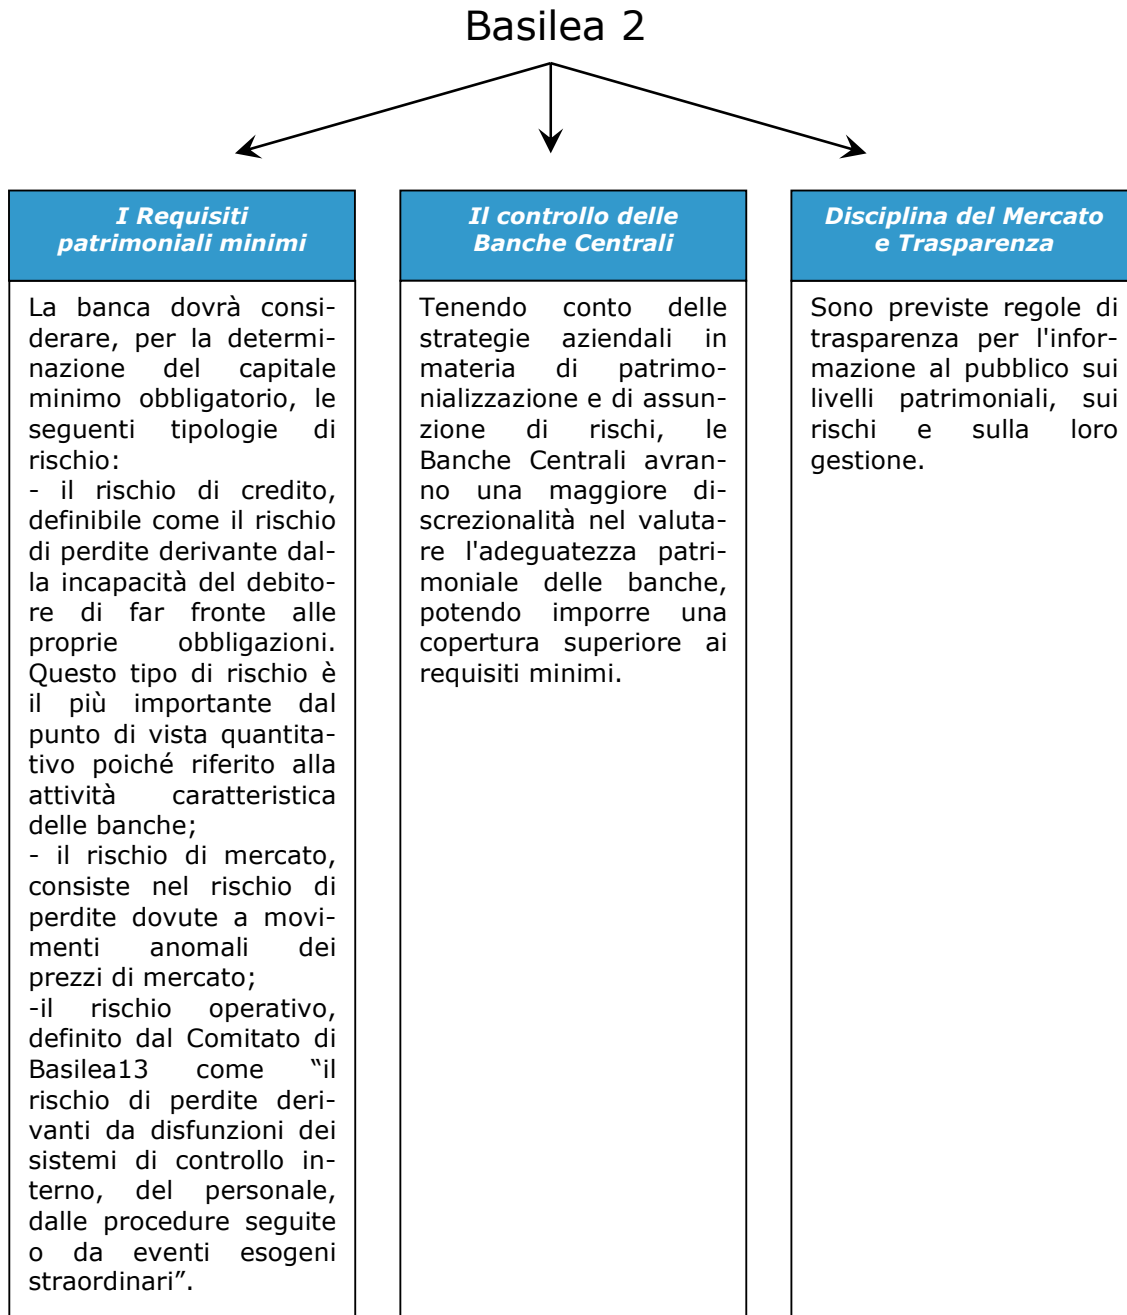 Basilea 2
I Requisiti
patrimoniali minimi
La banca dovrà consi-
derare, per la determi-
nazione del capitale
minimo obbligatorio, le
seguenti tipologie di
rischio:
- il rischio di credito,
definibile come il rischio
di perdite derivante dal-
la incapacità del debito-
re di far fronte alle
proprie obbligazioni.
Questo tipo di rischio è
il più importante dal
punto di vista quantita-
tivo poiché riferito alla
attività caratteristica
delle banche;
- il rischio di mercato,
consiste nel rischio di
perdite dovute a movi-
menti anomali dei
prezzi di mercato;
-il rischio operativo,
definito dal Comitato di
Basilea13 come “il
rischio di perdite deri-
vanti da disfunzioni dei
sistemi di controllo in-
terno, del personale,
dalle procedure seguite
o da eventi esogeni
straordinari”.
Il controllo delle
Banche Centrali
Tenendo conto delle
strategie aziendali in
materia di patrimo-
nializzazione e di assun-
zione di rischi, le
Banche Centrali avran-
no una maggiore di-
screzionalità nel valuta-
re l'adeguatezza patri-
moniale delle banche,
potendo imporre una
copertura superiore ai
requisiti minimi.
Disciplina del Mercato
e Trasparenza
Sono previste regole di
trasparenza per l'infor-
mazione al pubblico sui
livelli patrimoniali, sui
rischi e sulla loro
gestione.